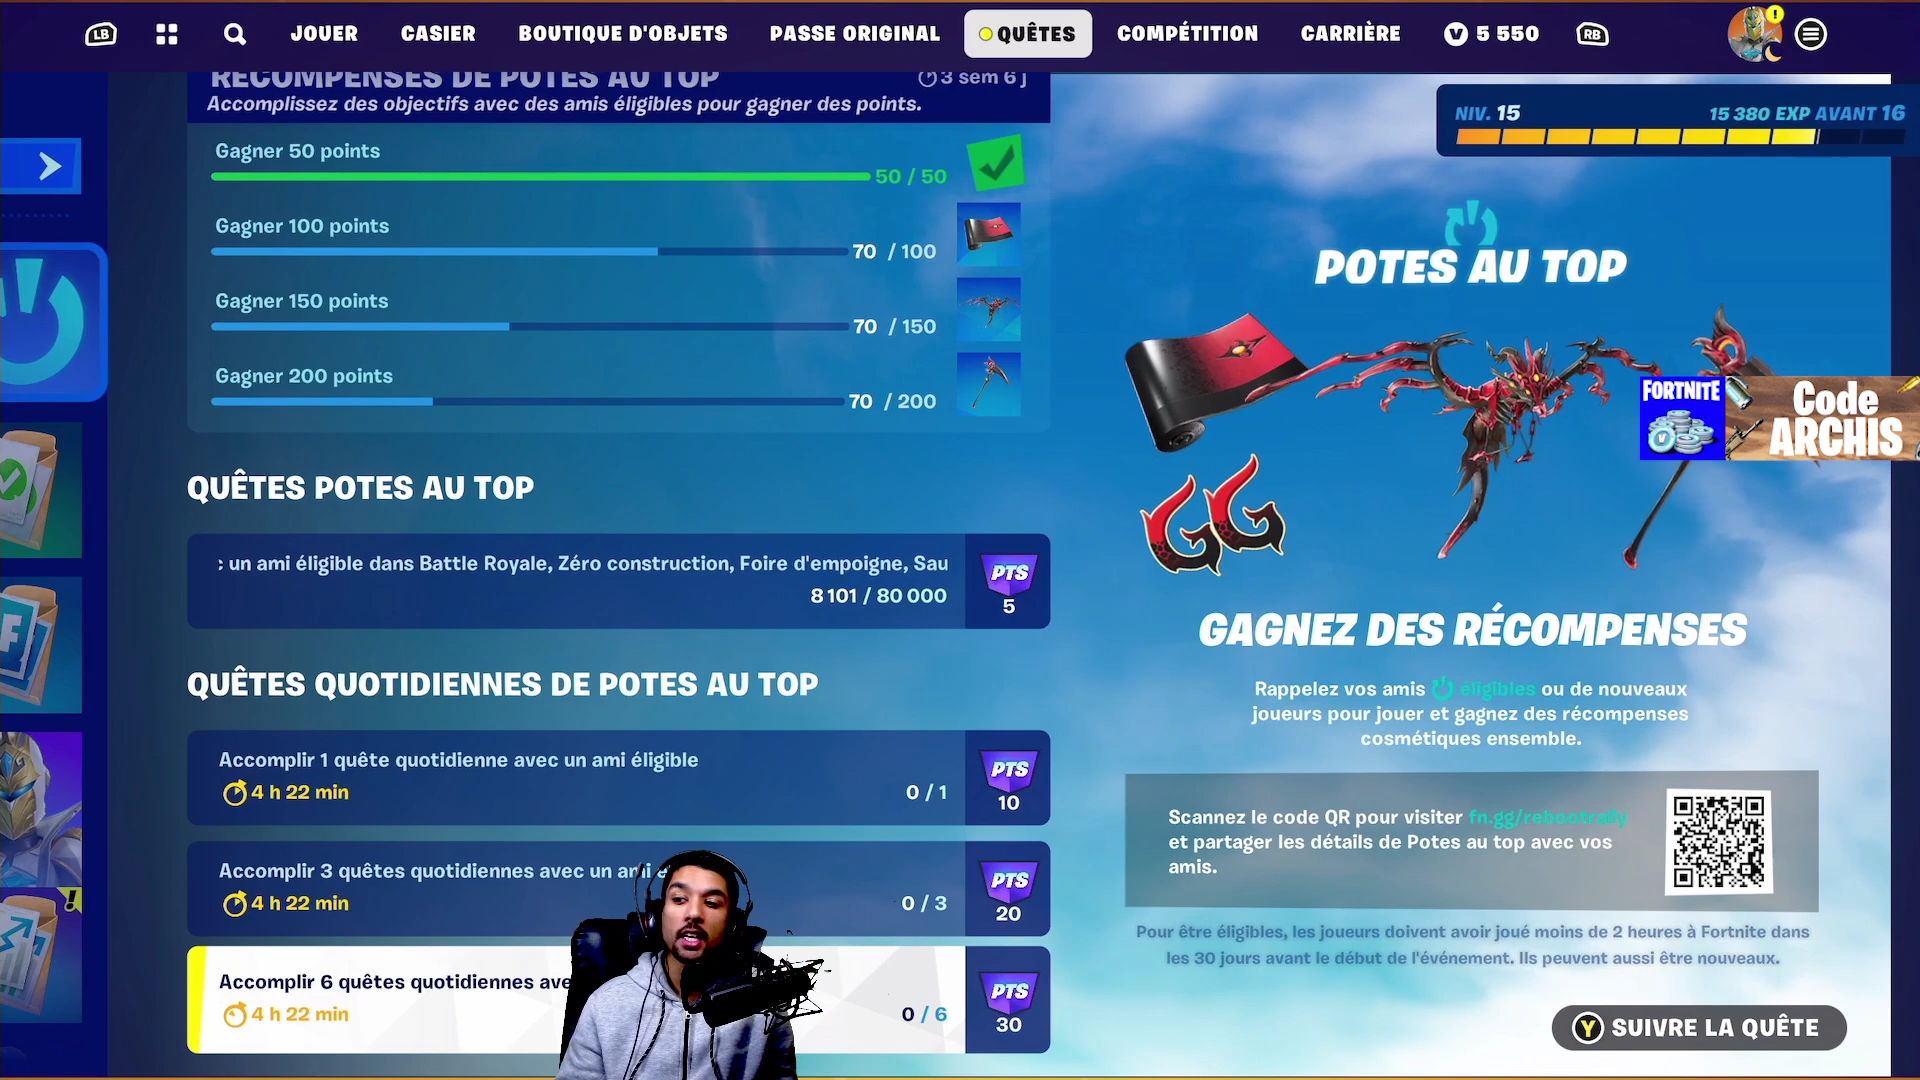 LB
JOUER
CASIER
BOUTIQUE D'OBJETS
PASSE ORIGINAL
QUÊTES
COMPÉTITION
CARRIÈRE
V 5 550
RB
!
RÉCOMPENSES DE POTES AU TOP
3 sem 6 j
Accomplissez des objectifs avec des amis éligibles pour gagner des points.
Gagner 50 points
50 / 50
Gagner 100 points
70 / 100
Gagner 150 points
70 / 150
Gagner 200 points
70 / 200
QUÊTES POTES AU TOP
un ami éligible dans Battle Royale, Zéro construction, Foire d'empoigne, Sau
8 101 / 80 000
PTS
5
QUÊTES QUOTIDIENNES DE POTES AU TOP
Accomplir 1 quête quotidienne avec un ami éligible
4 h 22 min
0 / 1
PTS
10
Accomplir 3 quêtes quotidiennes avec un ami é
4 h 22 min
0 / 3
PTS
20
Accomplir 6 quêtes quotidiennes ave
4 h 22 min
0 / 6
PTS
30
NIV. 15
15 380 EXP AVANT 16
POTES AU TOP
GG
FORTNITE
V
Code
ARCHIS
GAGNEZ DES RÉCOMPENSES
Rappelez vos amis éligibles ou de nouveaux
joueurs pour jouer et gagnez des récompenses
cosmétiques ensemble.
Scannez le code QR pour visiter fn.gg/rebootrally
et partager les détails de Potes au top avec vos
amis.
Pour être éligibles, les joueurs doivent avoir joué moins de 2 heures à Fortnite dans
les 30 jours avant le début de l'événement. Ils peuvent aussi être nouveaux.
Y SUIVRE LA QUÊTE